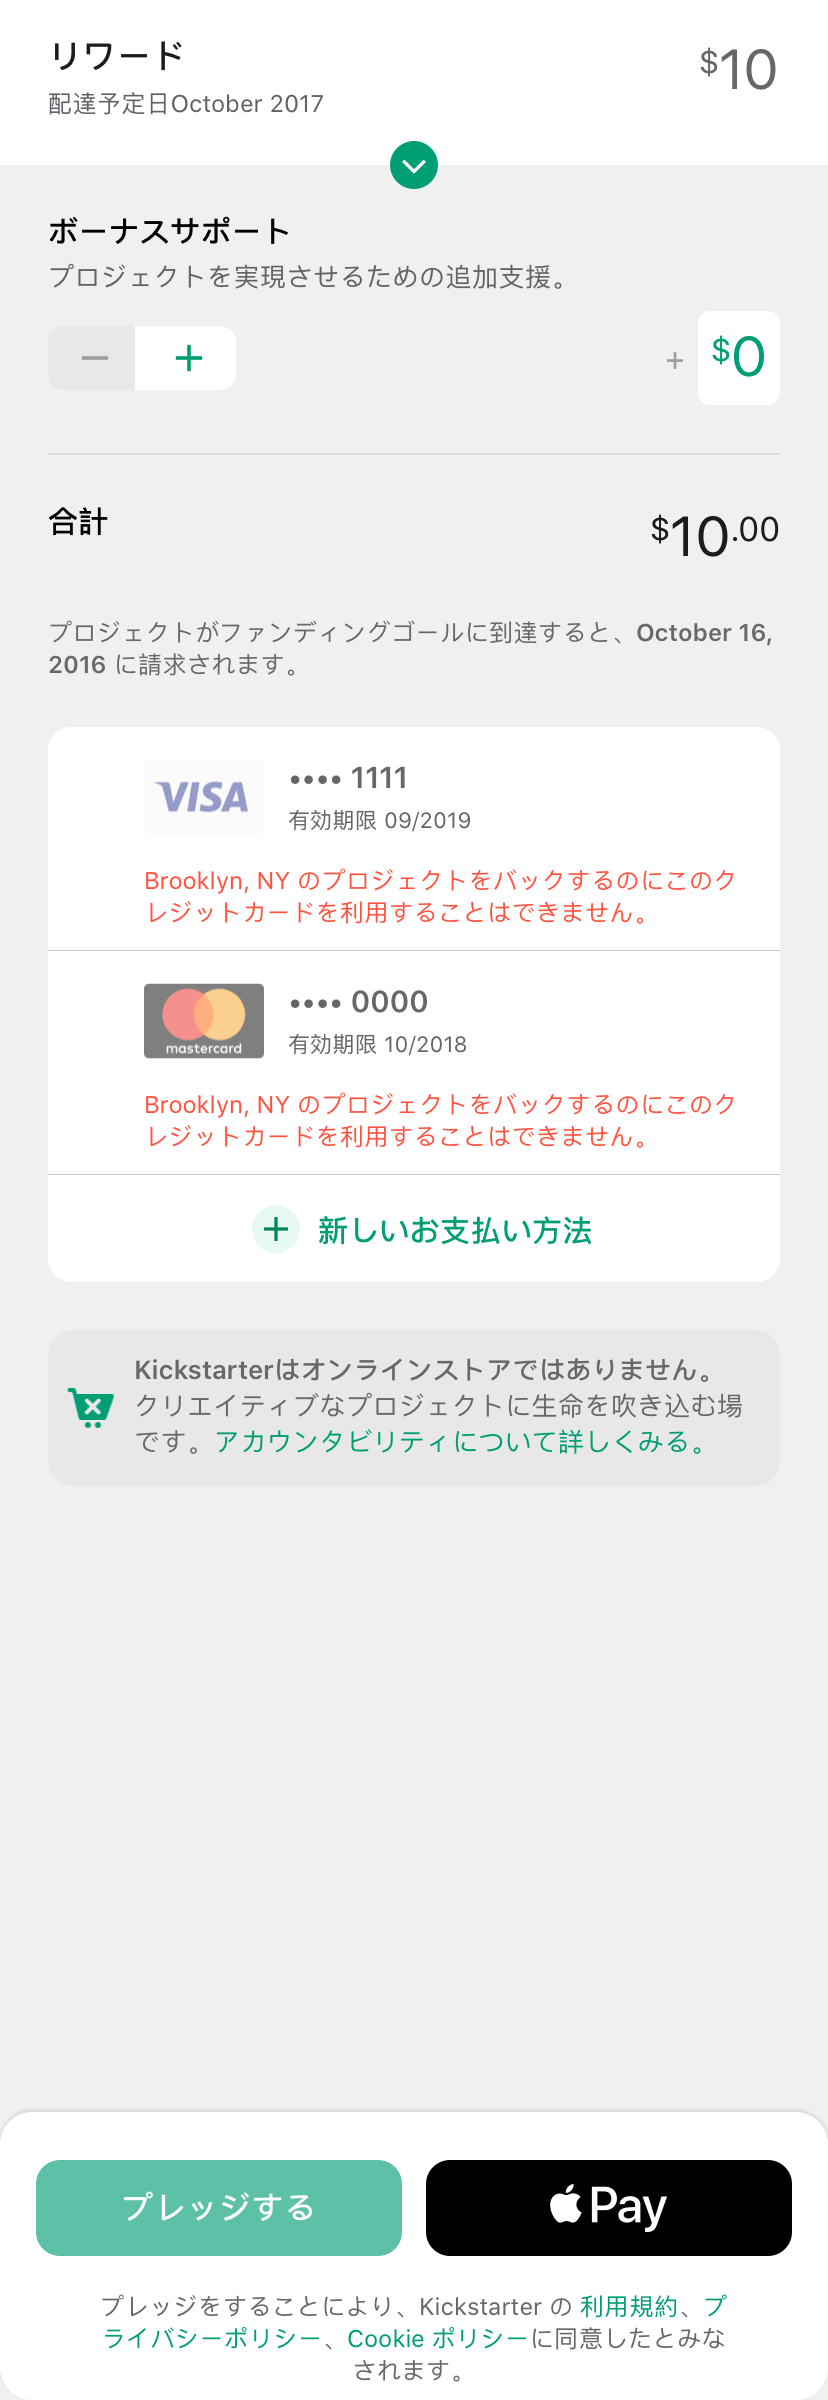 リワード
$10
配達予定日October 2017
ボーナスサポート
プロジェクトを実現させるための追加支援。
− +
+ $0
合計
$10.00
プロジェクトがファンディングゴールに到達すると、October 16,
2016 に請求されます。
VISA
•••• 1111
有効期限 09/2019
Brooklyn, NY のプロジェクトをバックするのにこのク
レジットカードを利用することはできません。
mastercard
•••• 0000
有効期限 10/2018
Brooklyn, NY のプロジェクトをバックするのにこのク
レジットカードを利用することはできません。
+ 新しいお支払い方法
Kickstarterはオンラインストアではありません。
クリエイティブなプロジェクトに生命を吹き込む場
です。アカウンタビリティについて詳しくみる。
プレッジする
Pay
プレッジをすることにより、Kickstarter の 利用規約、プ
ライバシーポリシー、Cookie ポリシーに同意したとみな
されます。